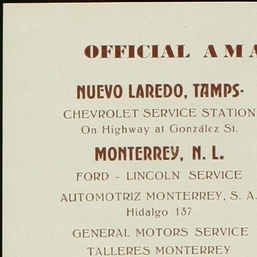 OFFICIAL AMA
NUEVO LAREDO, TAMPS·
CHEVROLET SERVICE STATION
On Highway at González St.
MONTERREY, N. L.
FORD - LINCOLN SERVICE
AUTOMOTRIZ MONTERREY, S. A.
Hidalgo 137
GENERAL MOTORS SERVICE
TALLERES MONTERREY